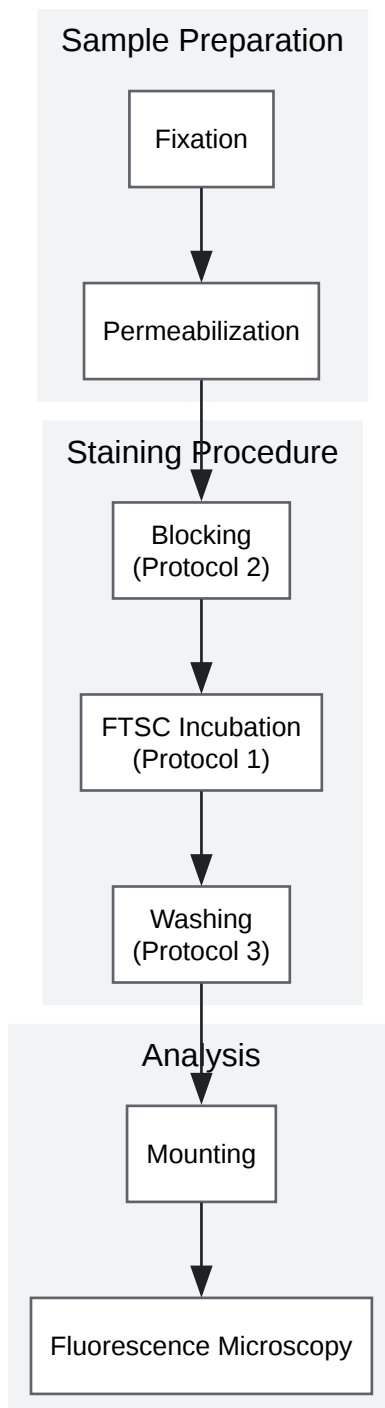 Sample Preparation
Fixation
Permeabilization
Staining Procedure
Blocking
(Protocol 2)
FTSC Incubation
(Protocol 1)
Washing
(Protocol 3)
Analysis
Mounting
Fluorescence Microscopy